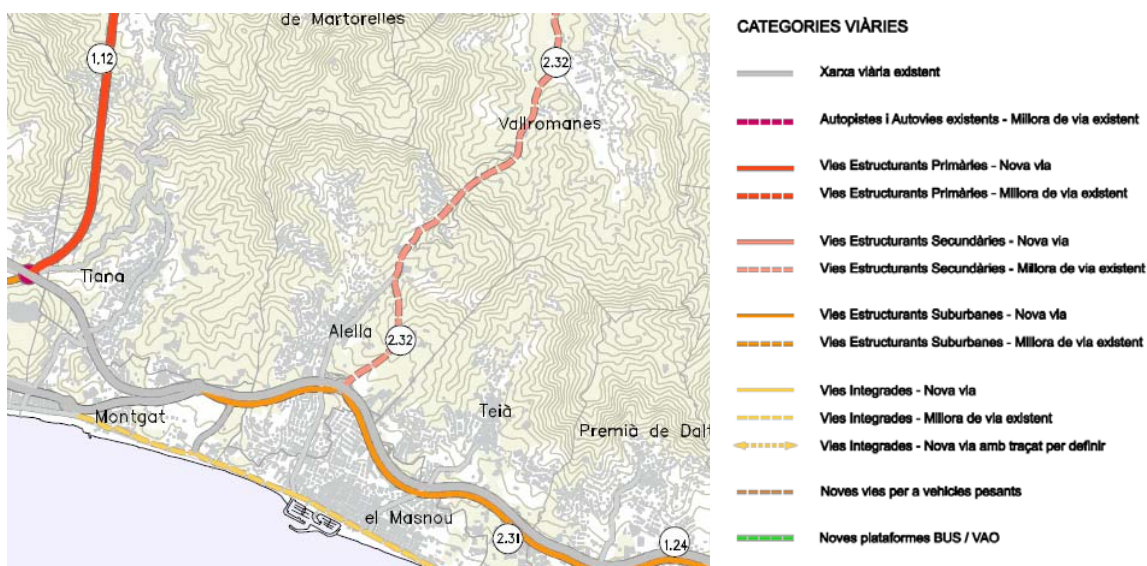 de Martorelles
1.12
2.32
Vallromanes
Tiana
Alella
2.32
Montgat
Teià
Premià de Dalt
el Masnou
2.31
1.24
CATEGORIES VIÀRIES
Xarxa viària existent
Autopistes i Autovies existents - Millora de via existent
Vies Estructurants Primàries - Nova via
Vies Estructurants Primàries - Millora de via existent
Vies Estructurants Secundàries - Nova via
Vies Estructurants Secundàries - Millora de via existent
Vies Estructurants Suburbanes - Nova via
Vies Estructurants Suburbanes - Millora de via existent
Vies Integrades - Nova via
Vies Integrades - Millora de via existent
Vies Integrades - Nova via amb traçat per definir
Noves vies per a vehicles pesants
Noves plataformes BUS / VAO